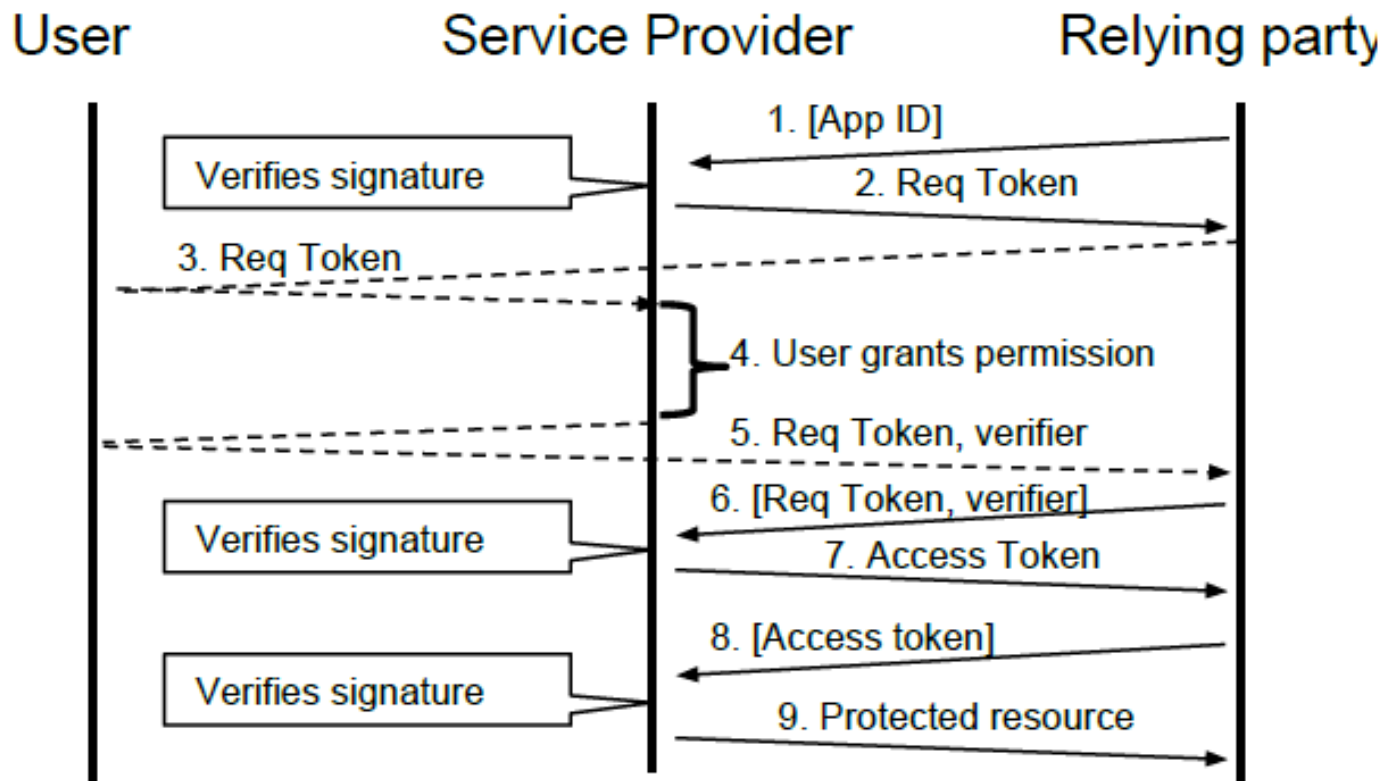 User
Service Provider
Relying party
1. [App ID]
Verifies signature
2. Req Token
3. Req Token
4. User grants permission
5. Req Token, verifier
6. [Req Token, verifier]
Verifies signature
7. Access Token
8. [Access token]
Verifies signature
9. Protected resource